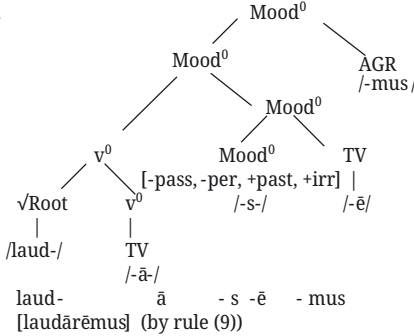 Mood⁰
Mood⁰
AGR
/-mus/
Mood⁰
v⁰ Mood⁰ TV
[-pass, -per, +past, +irr]
√Root v⁰ /-s-/ /-ē/
/laud-/ TV
/-ā-/
laud- ā - s -ē - mus
[laudārēmus] (by rule (9))